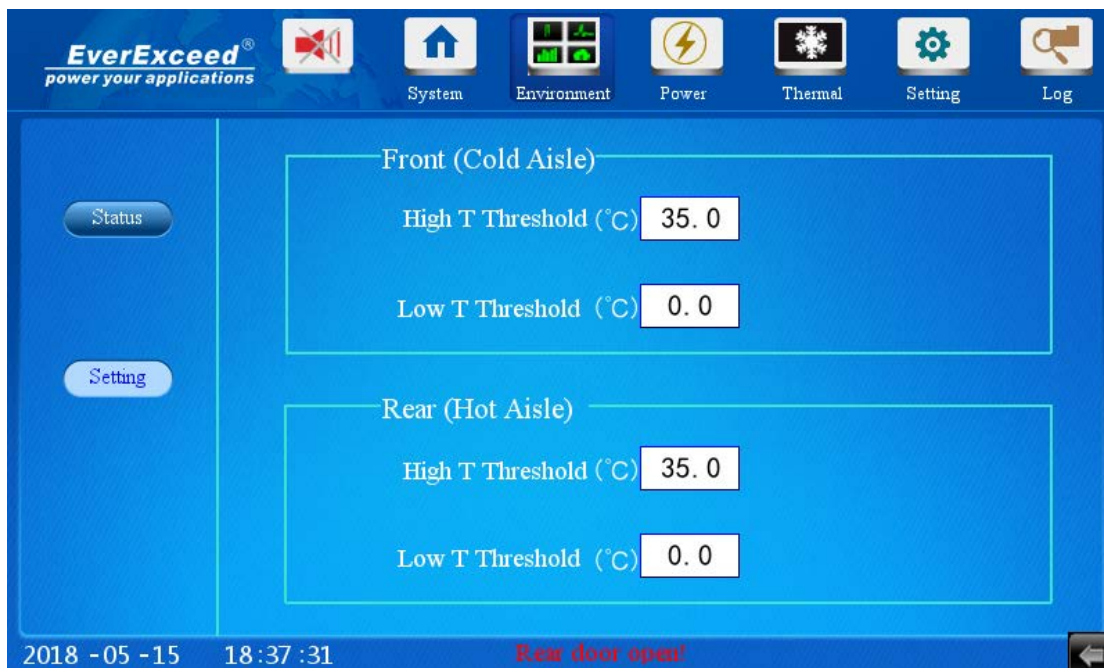 EverExceed®
power your applications
System
Environment
Power
Thermal
Setting
Log
Status
Setting
Front (Cold Aisle)
High T Threshold (°C) 35.0
Low T Threshold (°C) 0.0
Rear (Hot Aisle)
High T Threshold (°C) 35.0
Low T Threshold (°C) 0.0
2018 -05 -15 18:37:31 Rear door open!